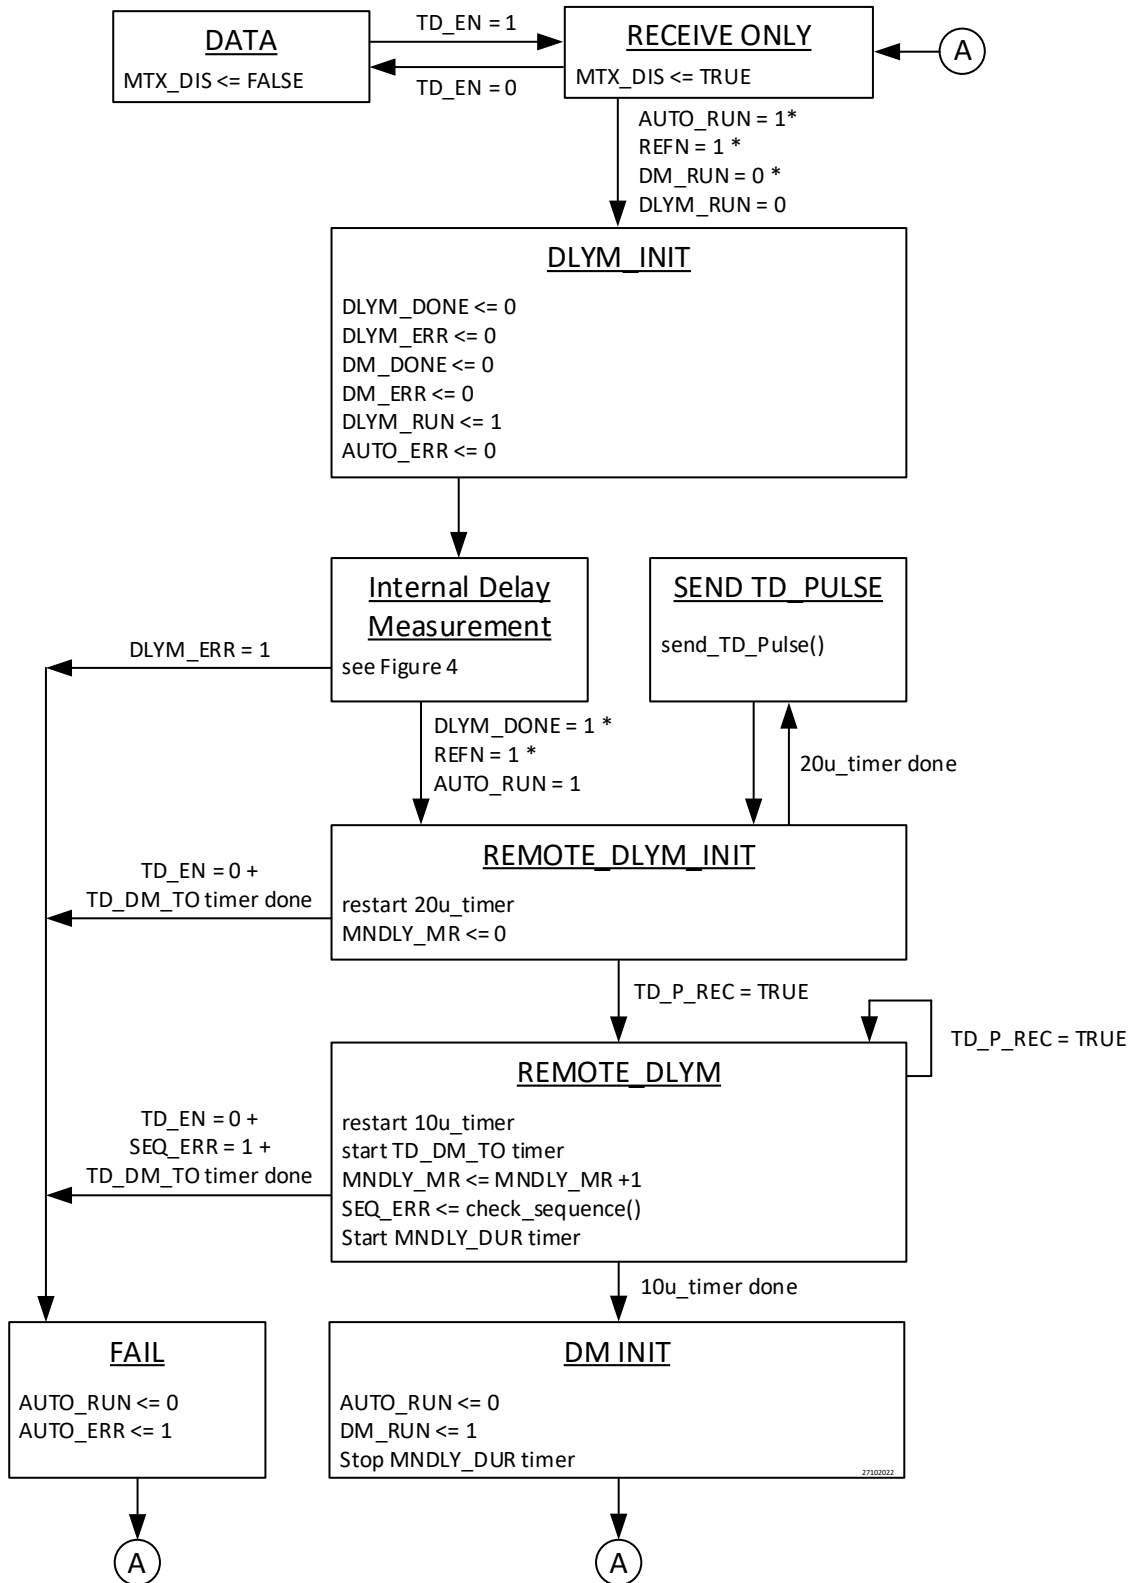 DATA
MTX_DIS <= FALSE
TD_EN = 1
TD_EN = 0
RECEIVE ONLY
MTX_DIS <= TRUE
A
AUTO_RUN = 1*
REFN = 1 *
DM_RUN = 0 *
DLYM_RUN = 0
DLYM_INIT
DLYM_DONE <= 0
DLYM_ERR <= 0
DM_DONE <= 0
DM_ERR <= 0
DLYM_RUN <= 1
AUTO_ERR <= 0
Internal Delay
Measurement
see Figure 4
SEND TD_PULSE
send_TD_Pulse()
DLYM_ERR = 1
DLYM_DONE = 1 *
REFN = 1 *
AUTO_RUN = 1
20u_timer done
REMOTE_DLYM_INIT
restart 20u_timer
MNDLY_MR <= 0
TD_EN = 0 +
TD_DM_TO timer done
TD_P_REC = TRUE
TD_P_REC = TRUE
REMOTE_DLYM
restart 10u_timer
start TD_DM_TO timer
MNDLY_MR <= MNDLY_MR +1
SEQ_ERR <= check_sequence()
Start MNDLY_DUR timer
TD_EN = 0 +
SEQ_ERR = 1 +
TD_DM_TO timer done
10u_timer done
FAIL
AUTO_RUN <= 0
AUTO_ERR <= 1
DM INIT
AUTO_RUN <= 0
DM_RUN <= 1
Stop MNDLY_DUR timer
27102022
A
A